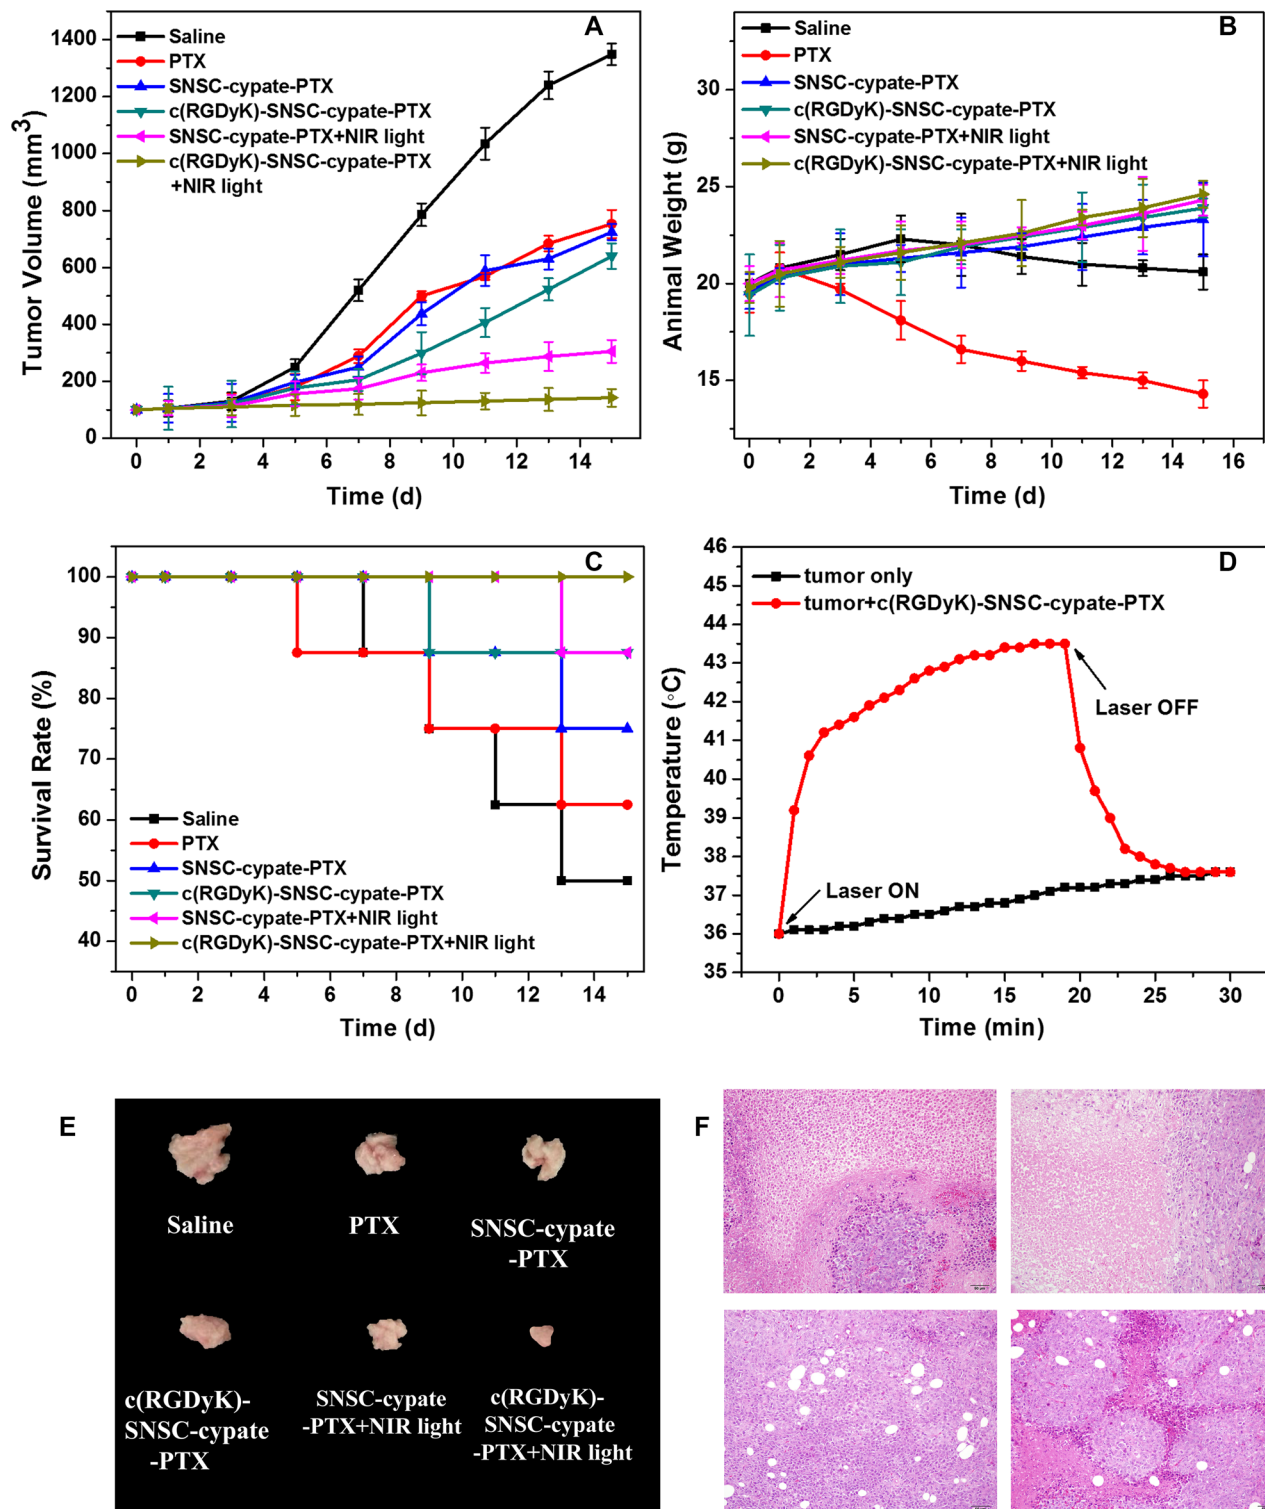 A
Saline
PTX
SNSC-cypate-PTX
c(RGDyK)-SNSC-cypate-PTX
SNSC-cypate-PTX+NIR light
c(RGDyK)-SNSC-cypate-PTX
+NIR light
Tumor Volume (mm3)
1400
1200
1000
800
600
400
200
0
0 2 4 6 8 10 12 14
Time (d)
B
Saline
PTX
SNSC-cypate-PTX
c(RGDyK)-SNSC-cypate-PTX
SNSC-cypate-PTX+NIR light
c(RGDyK)-SNSC-cypate-PTX+NIR light
Animal Weight (g)
30
25
20
15
0 2 4 6 8 10 12 14 16
Time (d)
C
Survival Rate (%)
100
90
80
70
60
50
40
Saline
PTX
SNSC-cypate-PTX
c(RGDyK)-SNSC-cypate-PTX
SNSC-cypate-PTX+NIR light
c(RGDyK)-SNSC-cypate-PTX+NIR light
0 2 4 6 8 10 12 14
Time (d)
D
tumor only
tumor+c(RGDyK)-SNSC-cypate-PTX
Temperature (°C)
46
45
44
43
42
41
40
39
38
37
36
35
Laser OFF
Laser ON
0 5 10 15 20 25 30
Time (min)
E
Saline
PTX
SNSC-cypate
-PTX
c(RGDyK)-
SNSC-cypate
-PTX
SNSC-cypate
-PTX+NIR light
c(RGDyK)-
SNSC-cypate
-PTX+NIR light
F